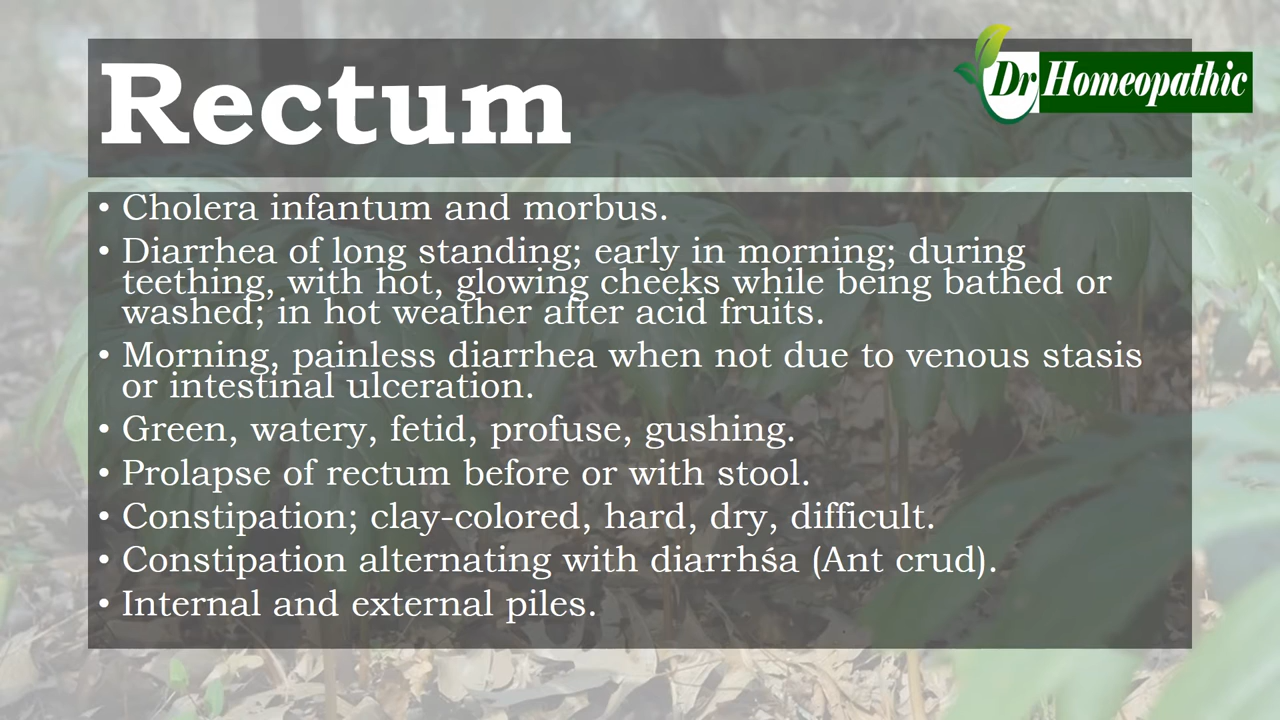 Rectum
Dr Homeopathic
• Cholera infantum and morbus.
• Diarrhea of long standing; early in morning; during
teething, with hot, glowing cheeks while being bathed or
washed; in hot weather after acid fruits.
• Morning, painless diarrhea when not due to venous stasis
or intestinal ulceration.
• Green, watery, fetid, profuse, gushing.
• Prolapse of rectum before or with stool.
• Constipation; clay-colored, hard, dry, difficult.
• Constipation alternating with diarrhśa (Ant crud).
• Internal and external piles.